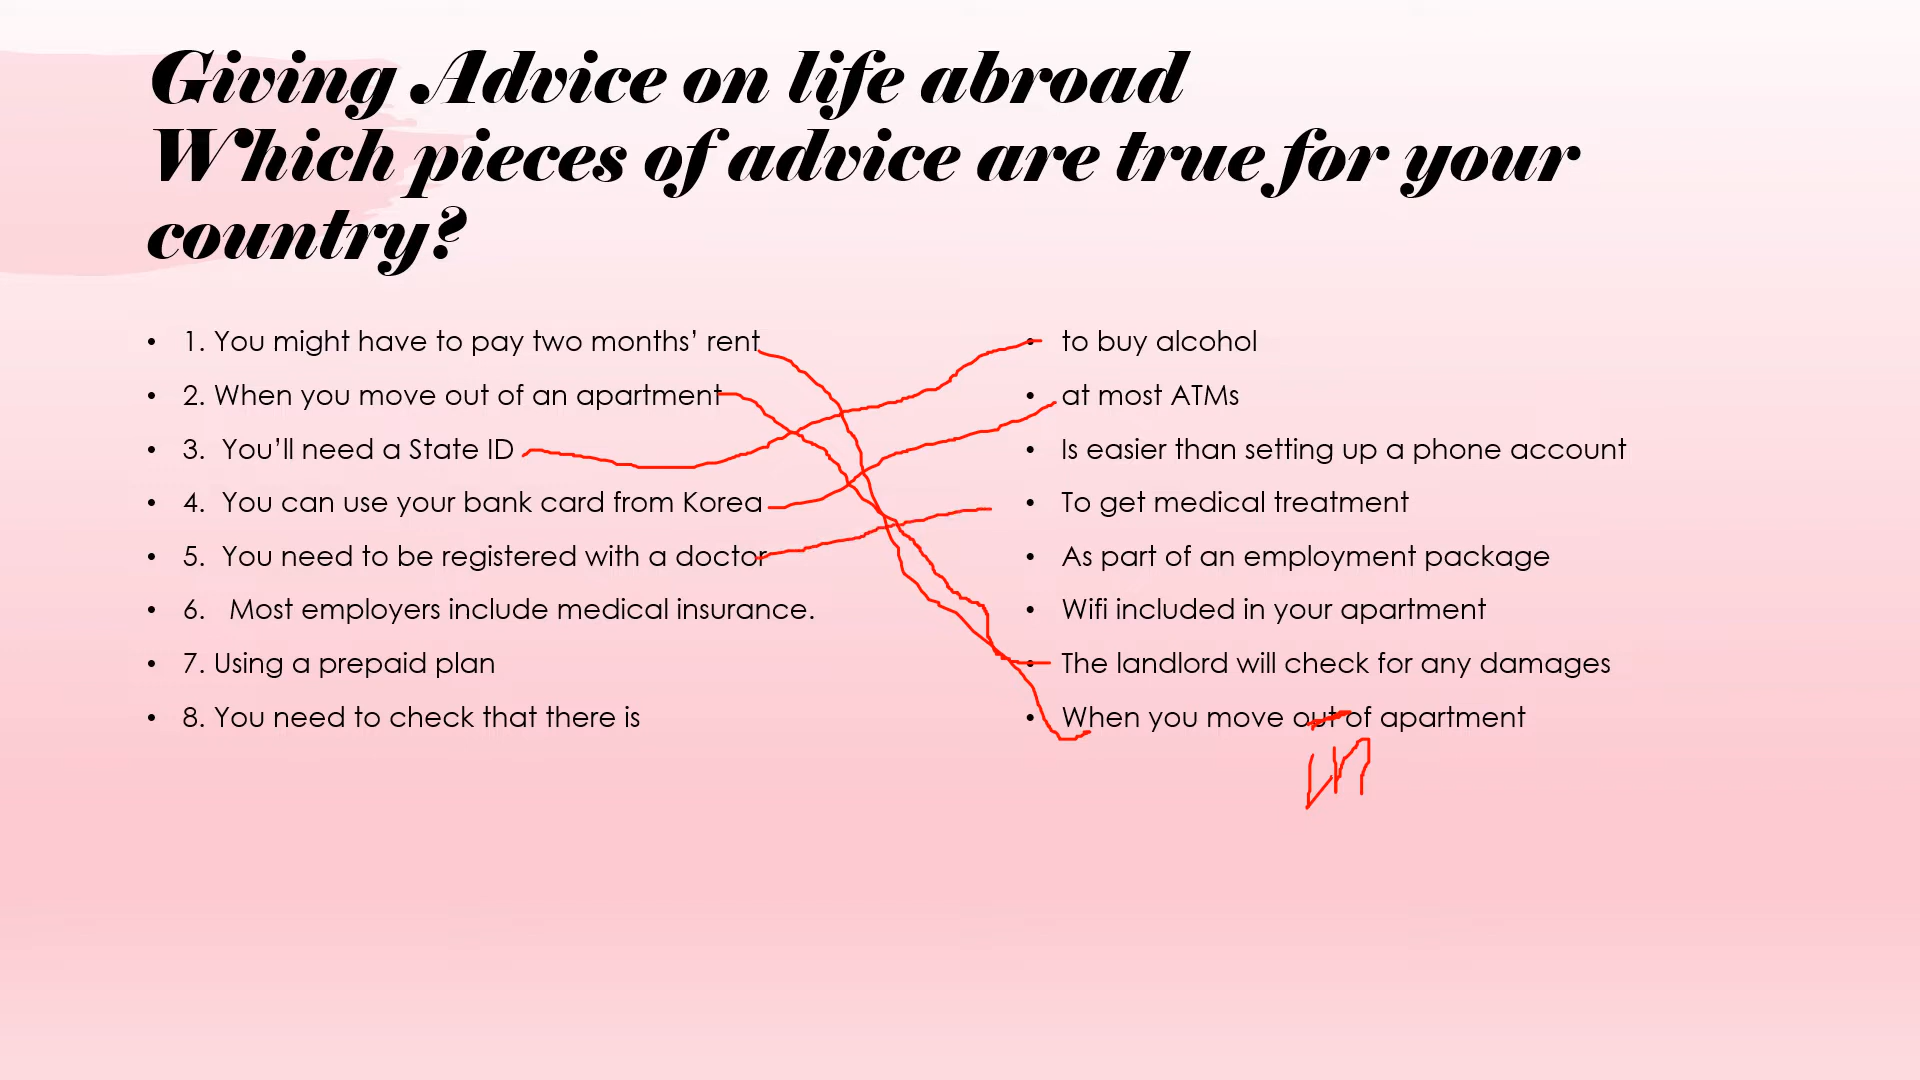 Giving Advice on life abroad
Which pieces of advice are true for your
country?
• 1. You might have to pay two months’ rent
• 2. When you move out of an apartment
• 3. You’ll need a State ID
• 4. You can use your bank card from Korea
• 5. You need to be registered with a doctor
• 6. Most employers include medical insurance.
• 7. Using a prepaid plan
• 8. You need to check that there is
• to buy alcohol
• at most ATMs
• Is easier than setting up a phone account
• To get medical treatment
• As part of an employment package
• Wifi included in your apartment
• The landlord will check for any damages
• When you move out of apartment
in